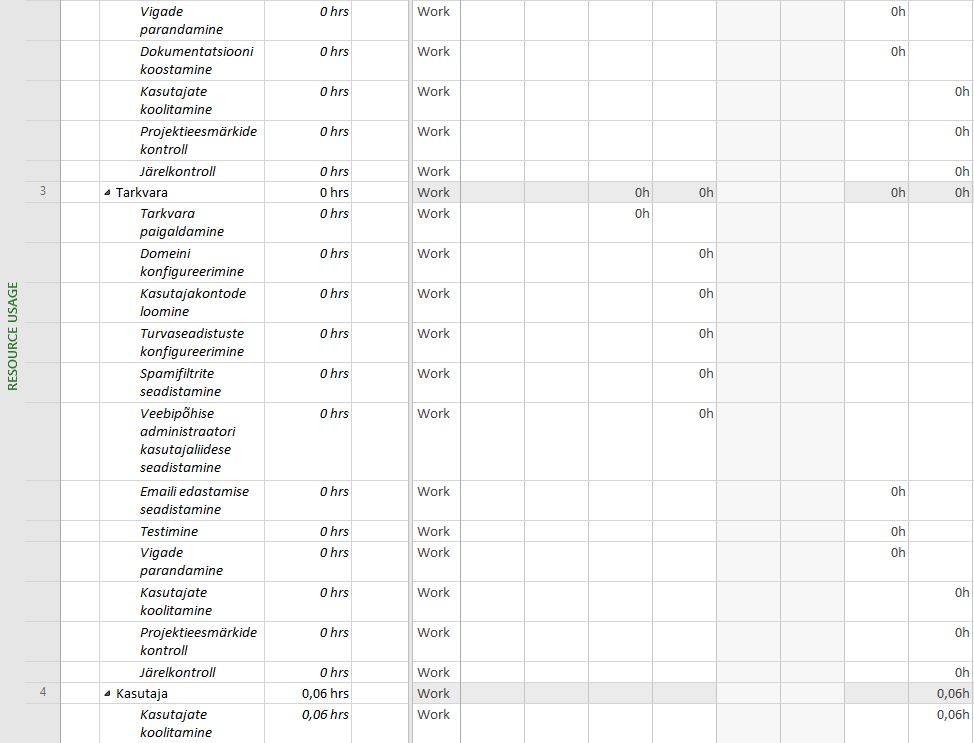 Vigade 0 hrs Work 0h
parandamine
Dokumentatsiooni 0 hrs Work 0h
koostamine
Kasutajate 0 hrs Work 0h
koolitamine
Projektieesmärkide 0 hrs Work 0h
kontroll
Järelkontroll 0 hrs Work 0h
3 Tarkvara 0 hrs Work 0h 0h 0h 0h
Tarkvara 0 hrs Work 0h
paigaldamine
Domeini 0 hrs Work 0h
konfigureerimine
Kasutajakontode 0 hrs Work 0h
loomine
Turvaseadistuste 0 hrs Work 0h
konfigureerimine
Spamifiltrite 0 hrs Work 0h
seadistamine
Veebipõhise 0 hrs Work 0h
administraatori
kasutajaliidese
seadistamine
Emaili edastamise 0 hrs Work 0h
seadistamine
Testimine 0 hrs Work 0h
Vigade 0 hrs Work 0h
parandamine
Kasutajate 0 hrs Work 0h
koolitamine
Projektieesmärkide 0 hrs Work 0h
kontroll
Järelkontroll 0 hrs Work 0h
4 Kasutaja 0,06 hrs Work 0,06h
Kasutajate 0,06 hrs Work 0,06h
koolitamine
RESOURCE USAGE